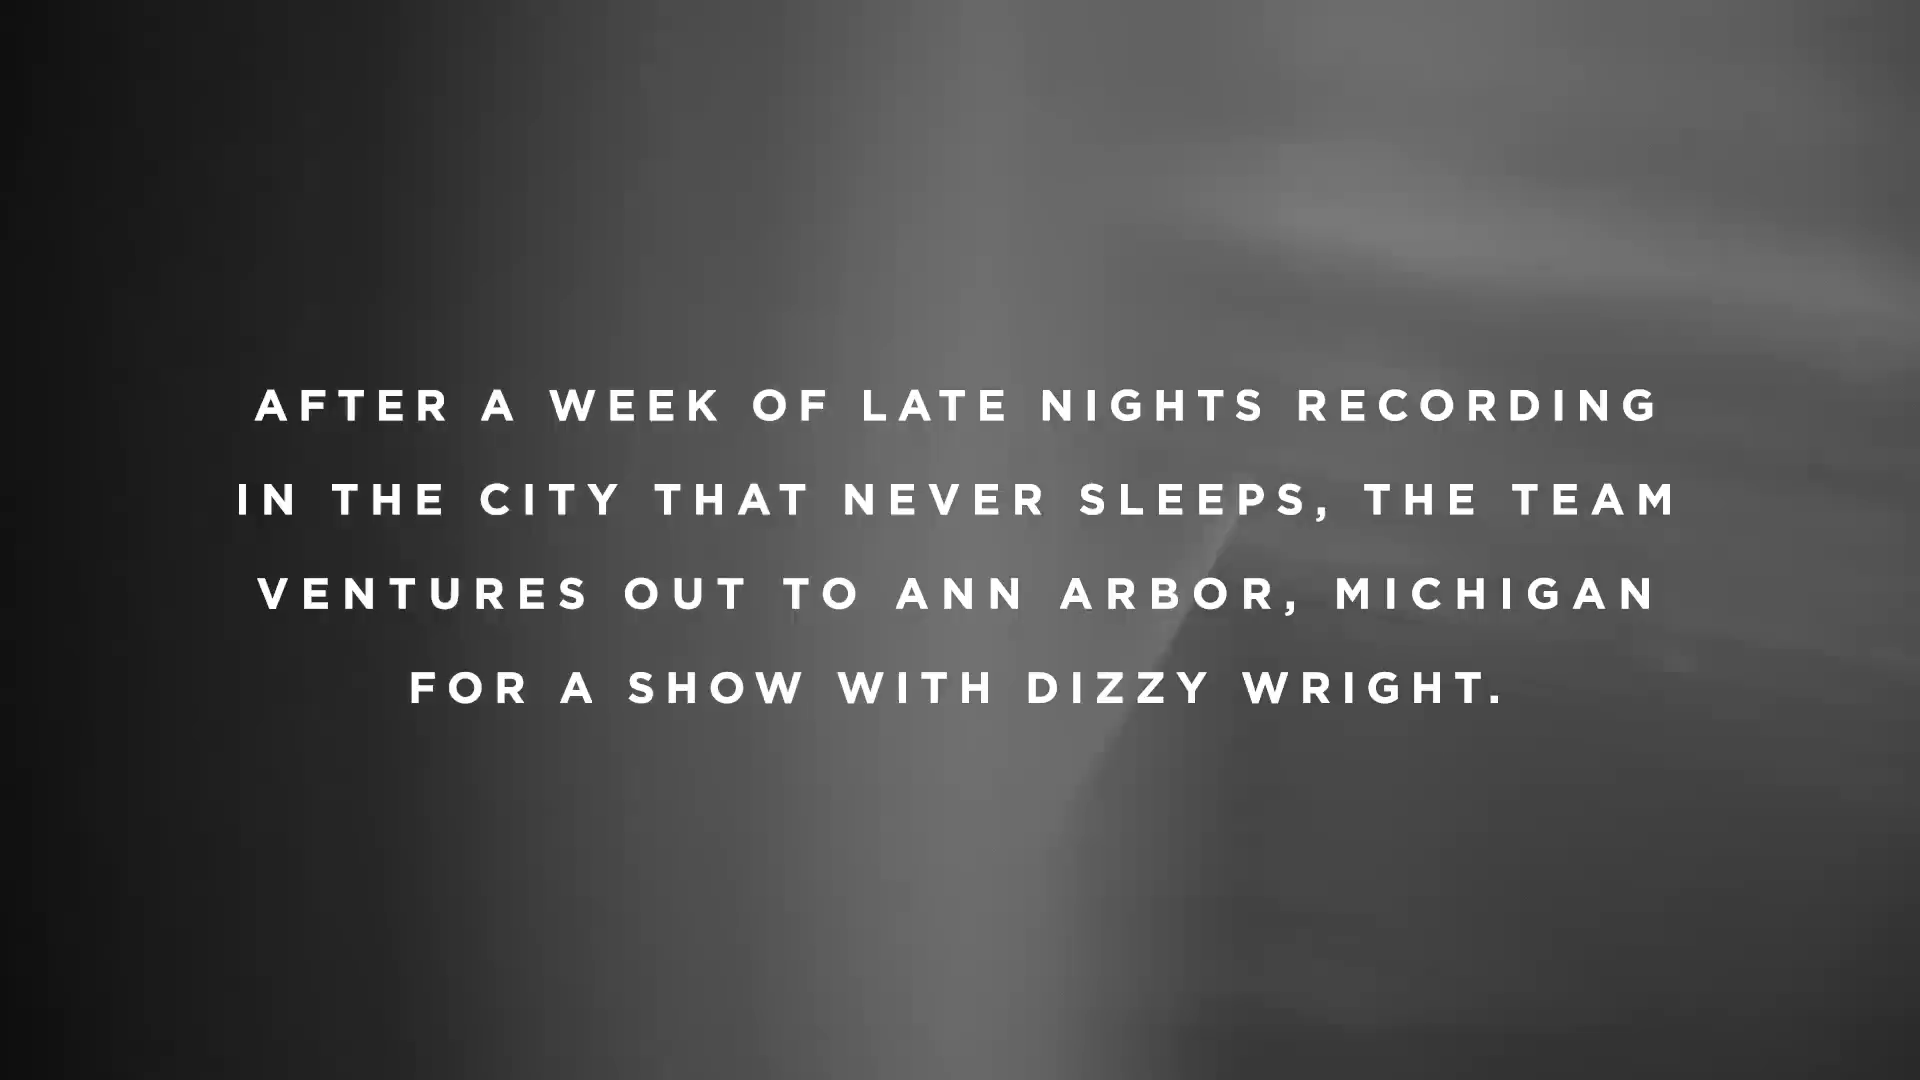 AFTER A WEEK OF LATE NIGHTS RECORDING
IN THE CITY THAT NEVER SLEEPS, THE TEAM
VENTURES OUT TO ANN ARBOR, MICHIGAN
FOR A SHOW WITH DIZZY WRIGHT.